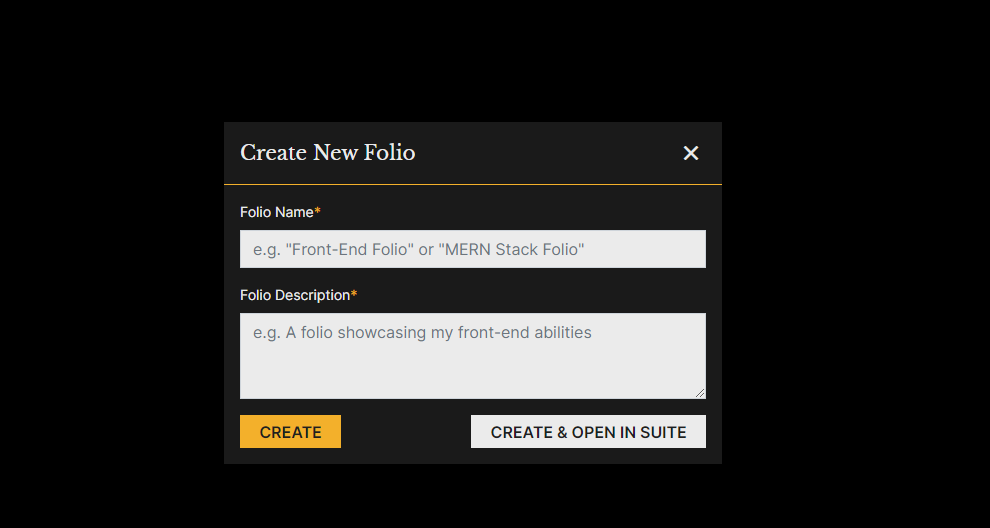 Create New Folio
Folio Name*
e.g. "Front-End Folio" or "MERN Stack Folio"
Folio Description*
e.g. A folio showcasing my front-end abilities
CREATE
CREATE & OPEN IN SUITE